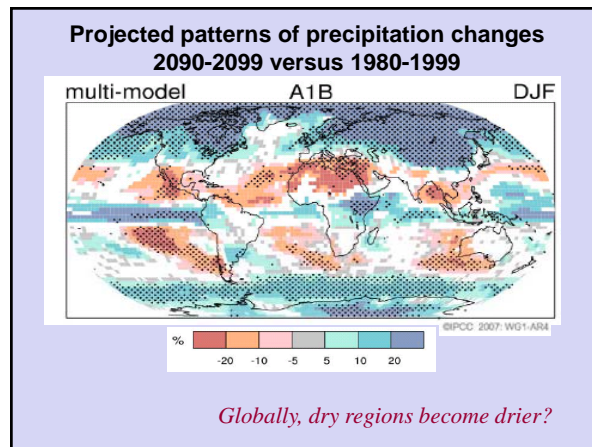 Projected patterns of precipitation changes
2090-2099 versus 1980-1999
multi-model A1B DJF
©IPCC 2007: WG1-AR4
% -20 -10 -5 5 10 20
Globally, dry regions become drier?